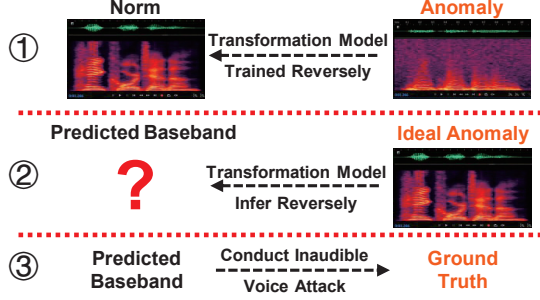 Norm
Anomaly
①
Transformation Model
Trained Reversely
Predicted Baseband
Ideal Anomaly
②
?
Transformation Model
Infer Reversely
③
Predicted
Baseband
Conduct Inaudible
Voice Attack
Ground
Truth